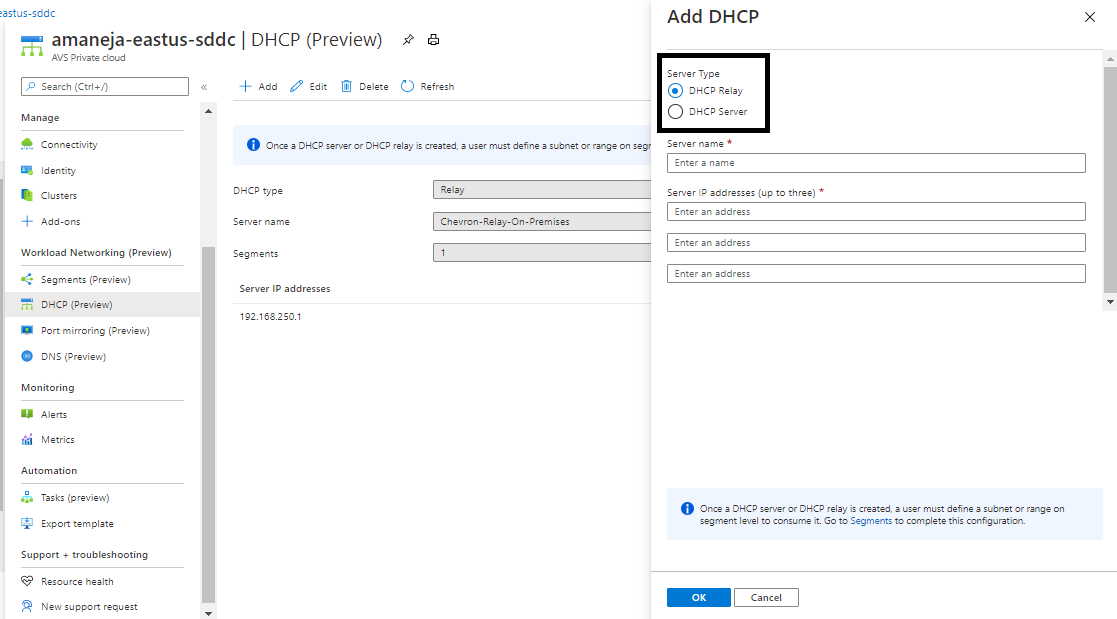 eastus-sddc
amaneja-eastus-sddc | DHCP (Preview)
AVS Private cloud
Search (Ctrl+/)
«
Manage
Connectivity
Identity
Clusters
Add-ons
Workload Networking (Preview)
Segments (Preview)
DHCP (Preview)
Port mirroring (Preview)
DNS (Preview)
Monitoring
Alerts
Metrics
Automation
Tasks (preview)
Export template
Support + troubleshooting
Resource health
New support request
Add Edit Delete Refresh
Once a DHCP server or DHCP relay is created, a user must define a subnet or range on segm
DHCP type Relay
Server name Chevron-Relay-On-Premises
Segments 1
Server IP addresses
192.168.250.1
Add DHCP
Server Type
DHCP Relay
DHCP Server
Server name *
Enter a name
Server IP addresses (up to three) *
Enter an address
Enter an address
Enter an address
Once a DHCP server or DHCP relay is created, a user must define a subnet or range on
segment level to consume it. Go to Segments to complete this configuration.
OK Cancel